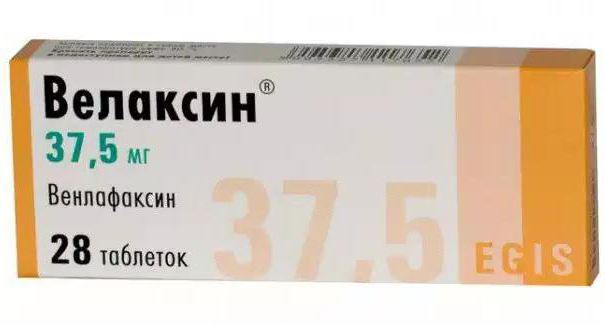 Велаксин®
37,5 мг
Венлафаксин
28 таблеток
37,5
EGIS